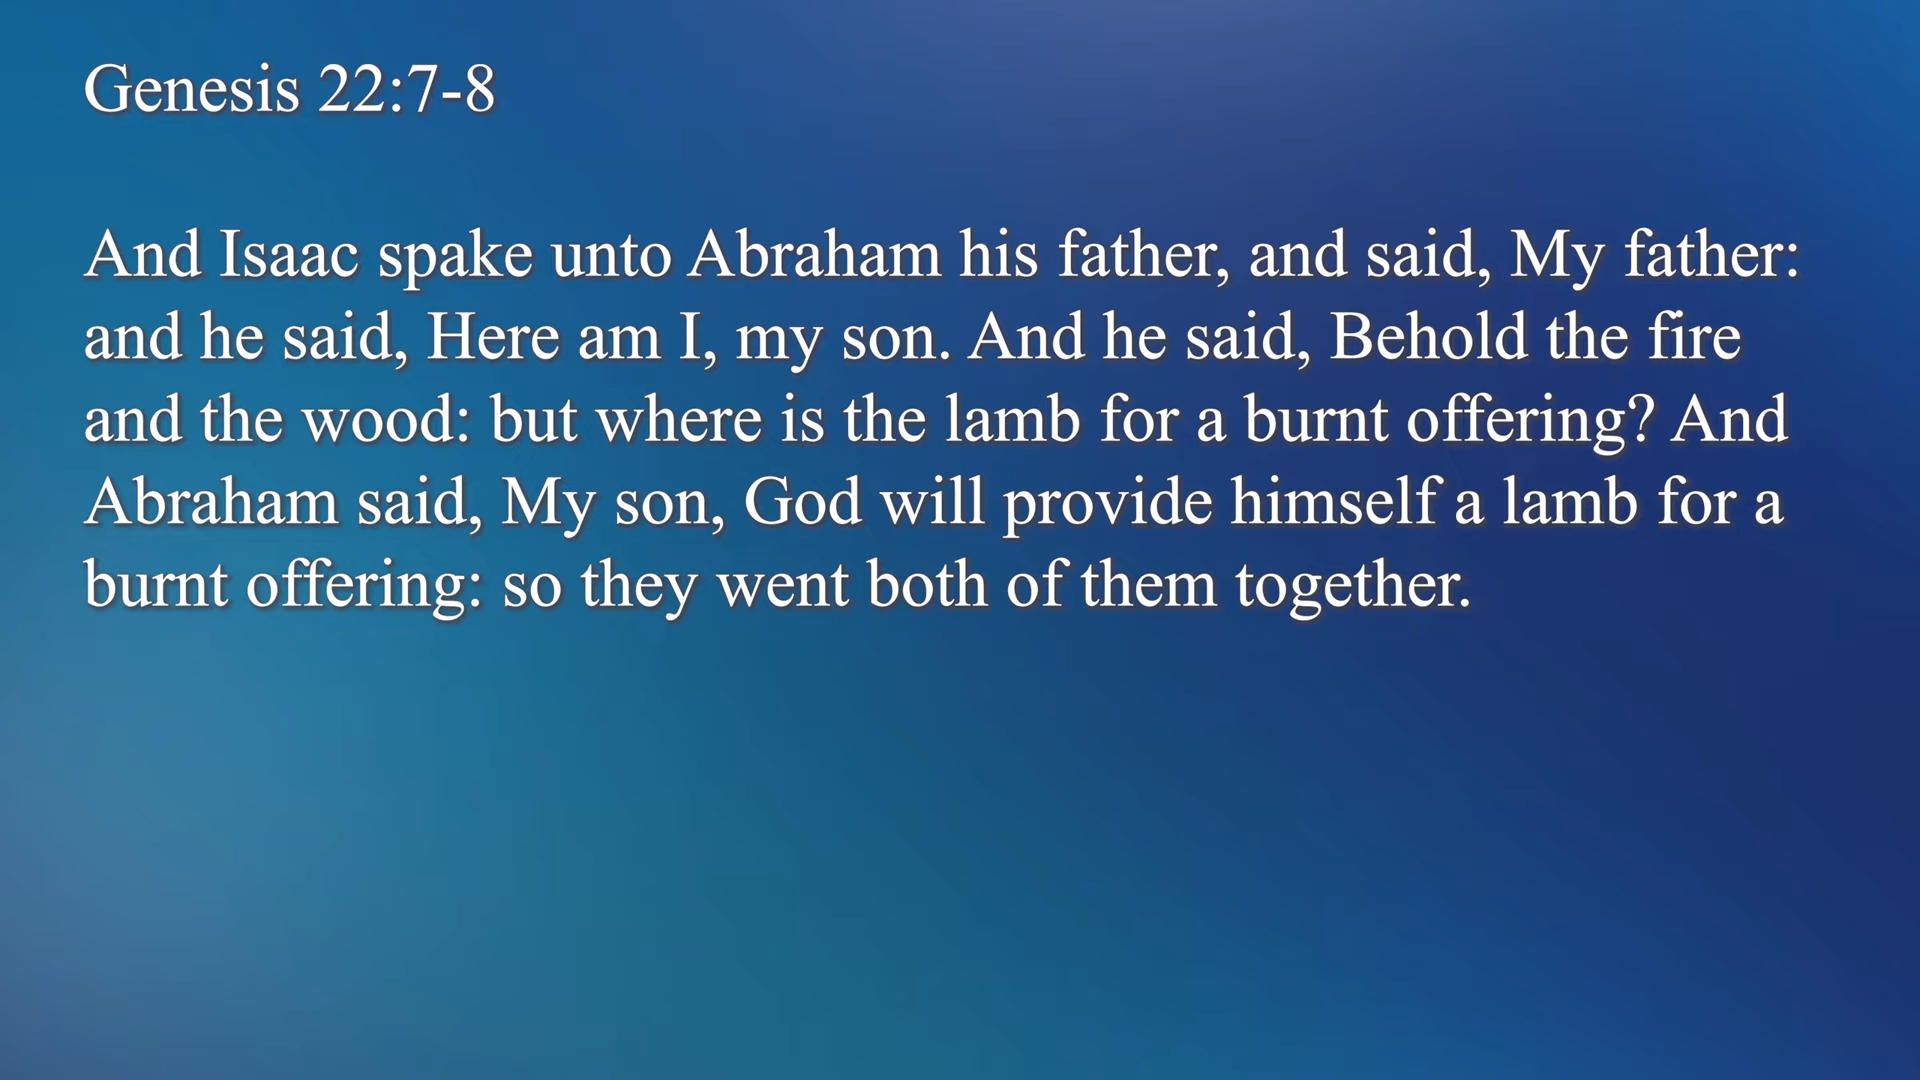 Genesis 22:7-8
And Isaac spake unto Abraham his father, and said, My father:
and he said, Here am I, my son. And he said, Behold the fire
and the wood: but where is the lamb for a burnt offering? And
Abraham said, My son, God will provide himself a lamb for a
burnt offering: so they went both of them together.